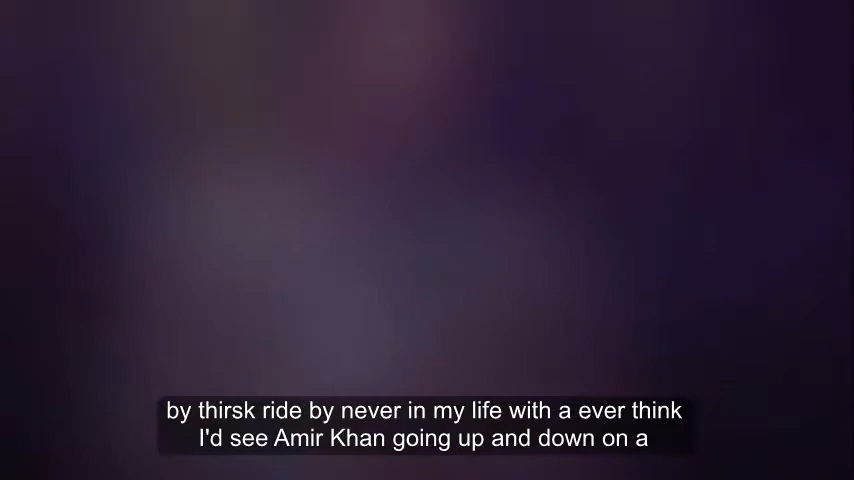 by thirsk ride by never in my life with a ever think
I'd see Amir Khan going up and down on a